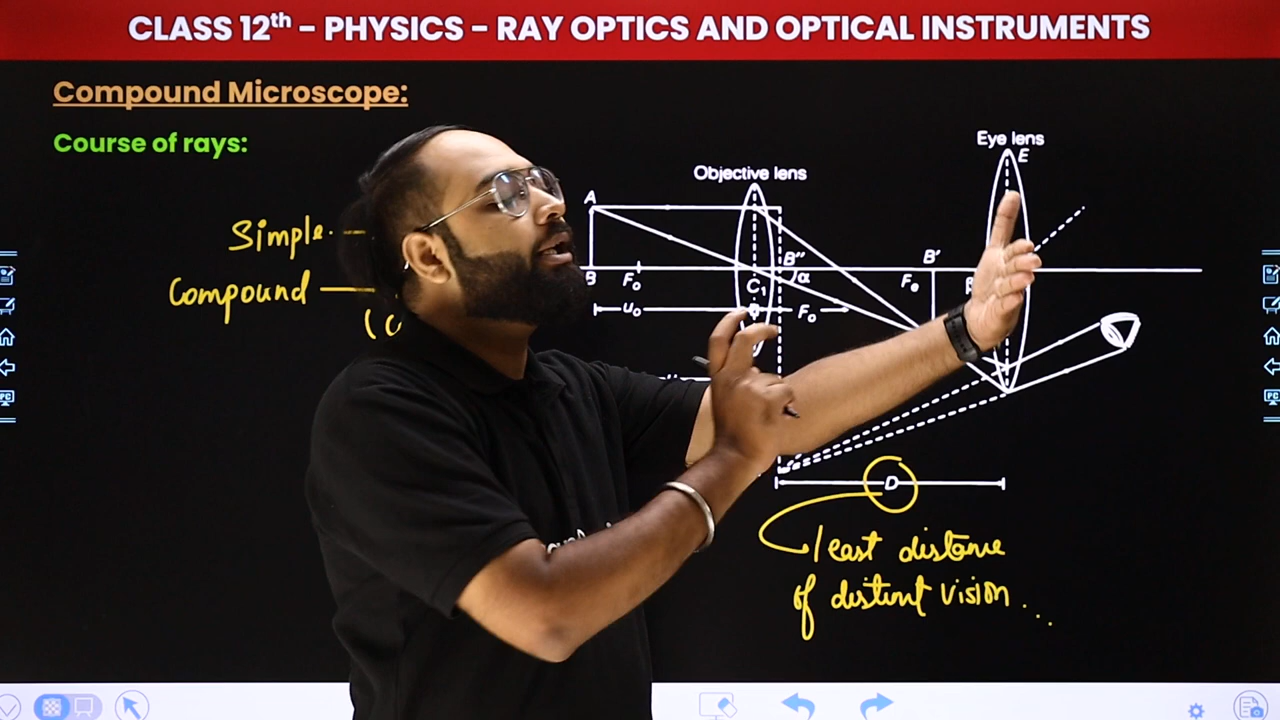 CLASS 12th - PHYSICS - RAY OPTICS AND OPTICAL INSTRUMENTS
Compound Microscope:
Course of rays:
Simple.
Compound
Objective lens
Eye lens
E
A
B
Fo
uo
C1
B''
α
Fo
Fe
B'
D
least distance
of distinct vision ..